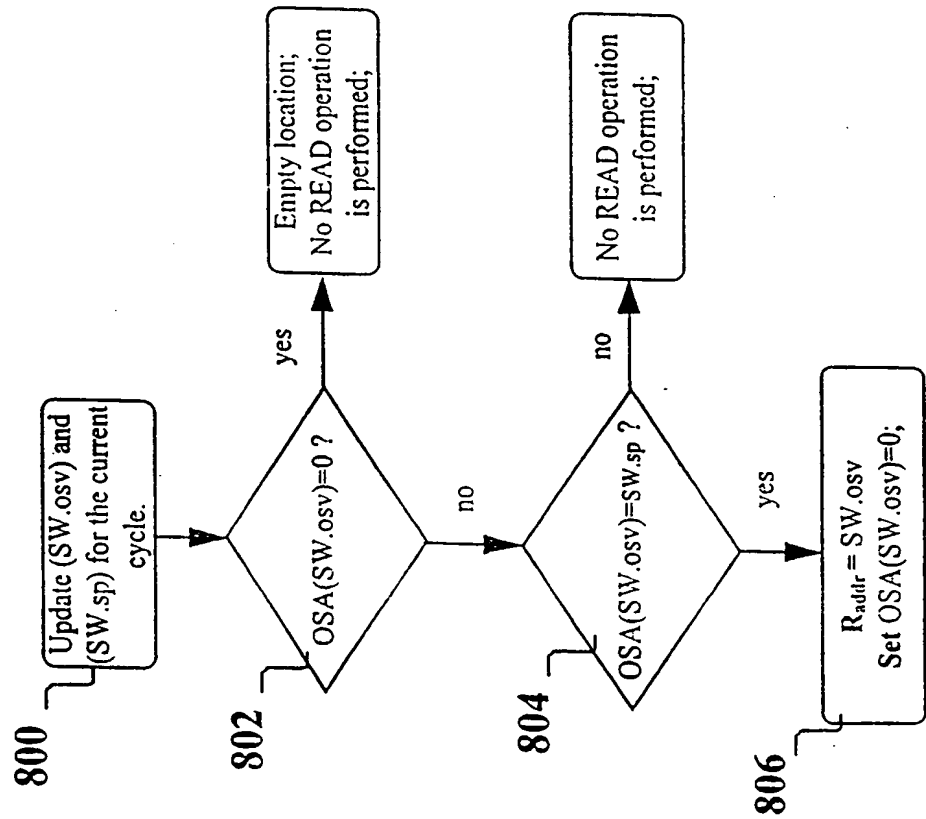 800
Update (SW.osv) and
(SW.sp) for the current
cycle.
802
OSA(SW.osv)=0 ?
yes
Empty location;
No READ operation
is performed;
no
804
OSA(SW.osv)=SW.sp ?
no
No READ operation
is performed;
yes
806
Raddr = SW.osv
Set OSA(SW.osv)=0;